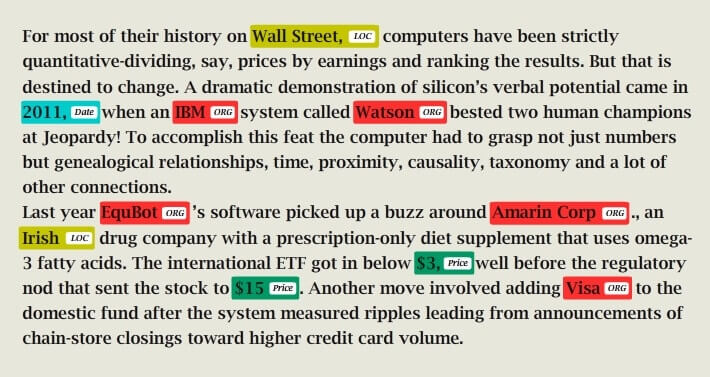 For most of their history on Wall Street, LOC computers have been strictly
quantitative-dividing, say, prices by earnings and ranking the results. But that is
destined to change. A dramatic demonstration of silicon's verbal potential came in
2011, Date when an IBM ORG system called Watson ORG bested two human champions
at Jeopardy! To accomplish this feat the computer had to grasp not just numbers
but genealogical relationships, time, proximity, causality, taxonomy and a lot of
other connections.
Last year EquBot ORG 's software picked up a buzz around Amarin Corp ORG ., an
Irish LOC drug company with a prescription-only diet supplement that uses omega-
3 fatty acids. The international ETF got in below $3, Price well before the regulatory
nod that sent the stock to $15 Price . Another move involved adding Visa ORG to the
domestic fund after the system measured ripples leading from announcements of
chain-store closings toward higher credit card volume.